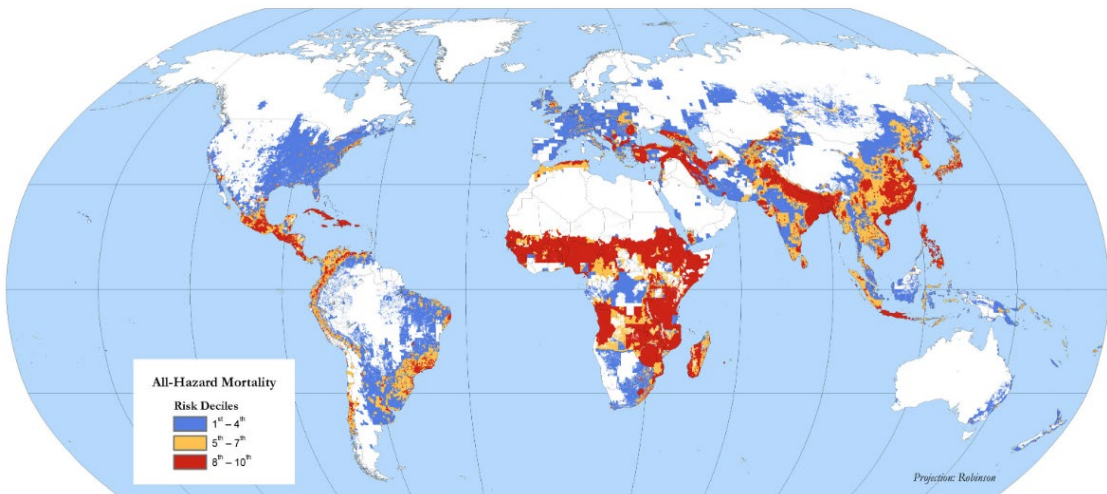 All-Hazard Mortality
Risk Deciles
1st – 4th
5th – 7th
8th – 10th
Projection: Robinson